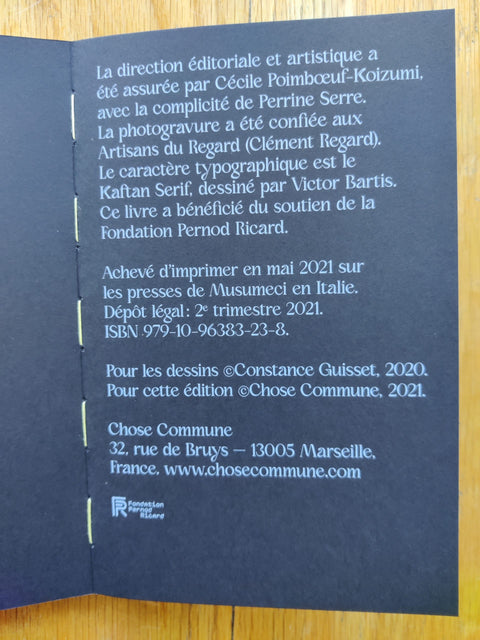 La direction éditoriale et artistique a
été assurée par Cécile Poimbœuf-Koizumi,
avec la complicité de Perrine Serre.
La photogravure a été confiée aux
Artisans du Regard (Clément Regard).
Le caractère typographique est le
Kaftan Serif, dessiné par Victor Bartis.
Ce livre a bénéficié du soutien de la
Fondation Pernod Ricard.
Achevé d'imprimer en mai 2021 sur
les presses de Musumeci en Italie.
Dépôt légal : 2e trimestre 2021.
ISBN 979-10-96383-23-8.
Pour les dessins ©Constance Guisset, 2020.
Pour cette édition ©Chose Commune, 2021.
Chose Commune
32, rue de Bruys — 13005 Marseille,
France. www.chosecommune.com
Fondation
Pernod
Ricard